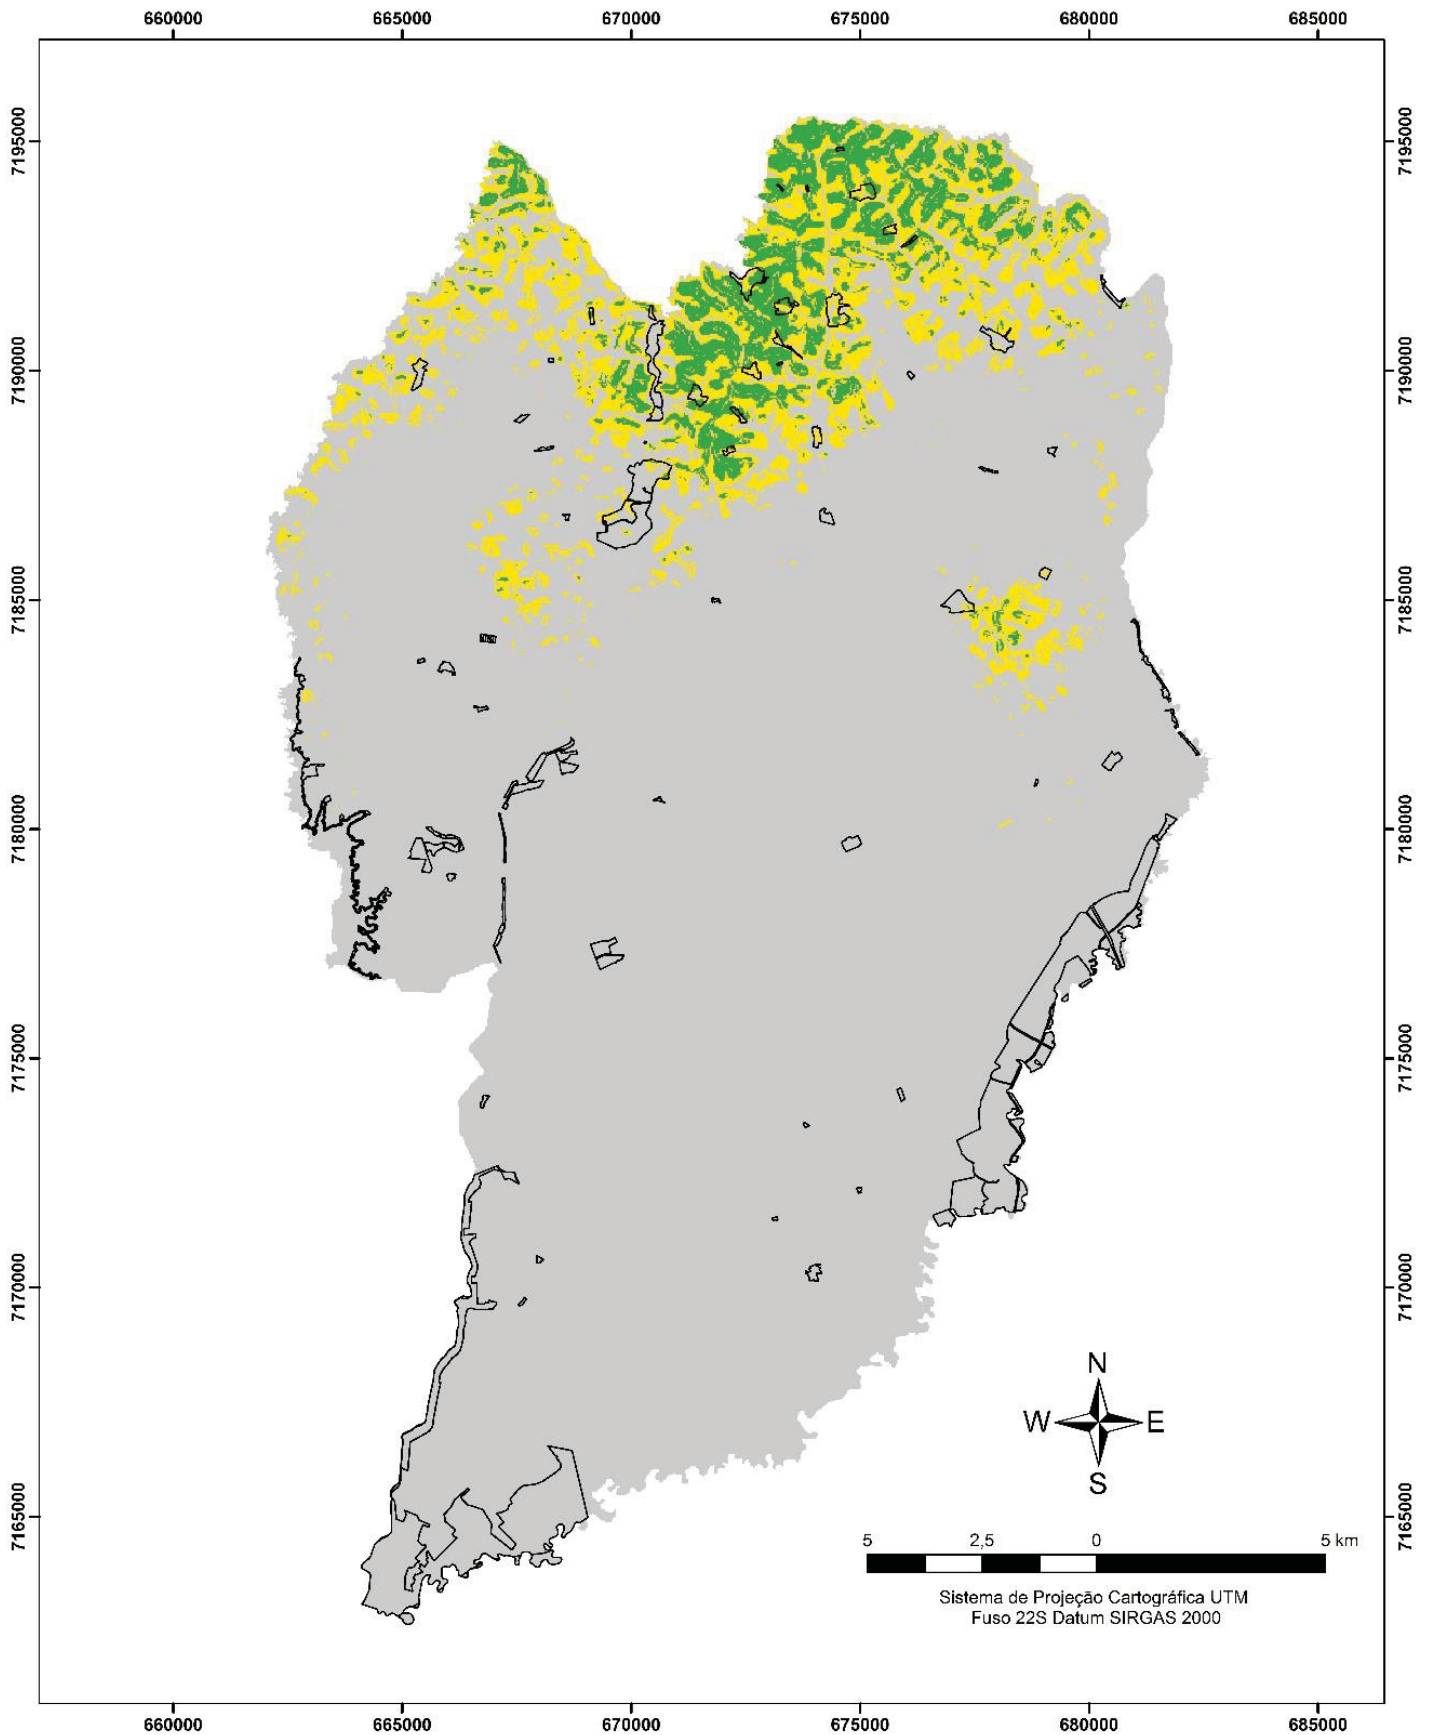 660000 665000 670000 675000 680000 685000
7195000 7195000
7190000 7190000
7185000 7185000
7180000 7180000
7175000 7175000
7170000 7170000
N
W E
S
7165000 7165000
5 2,5 0 5 km
Sistema de Projeção Cartográfica UTM
Fuso 22S Datum SIRGAS 2000
660000 665000 670000 675000 680000 685000